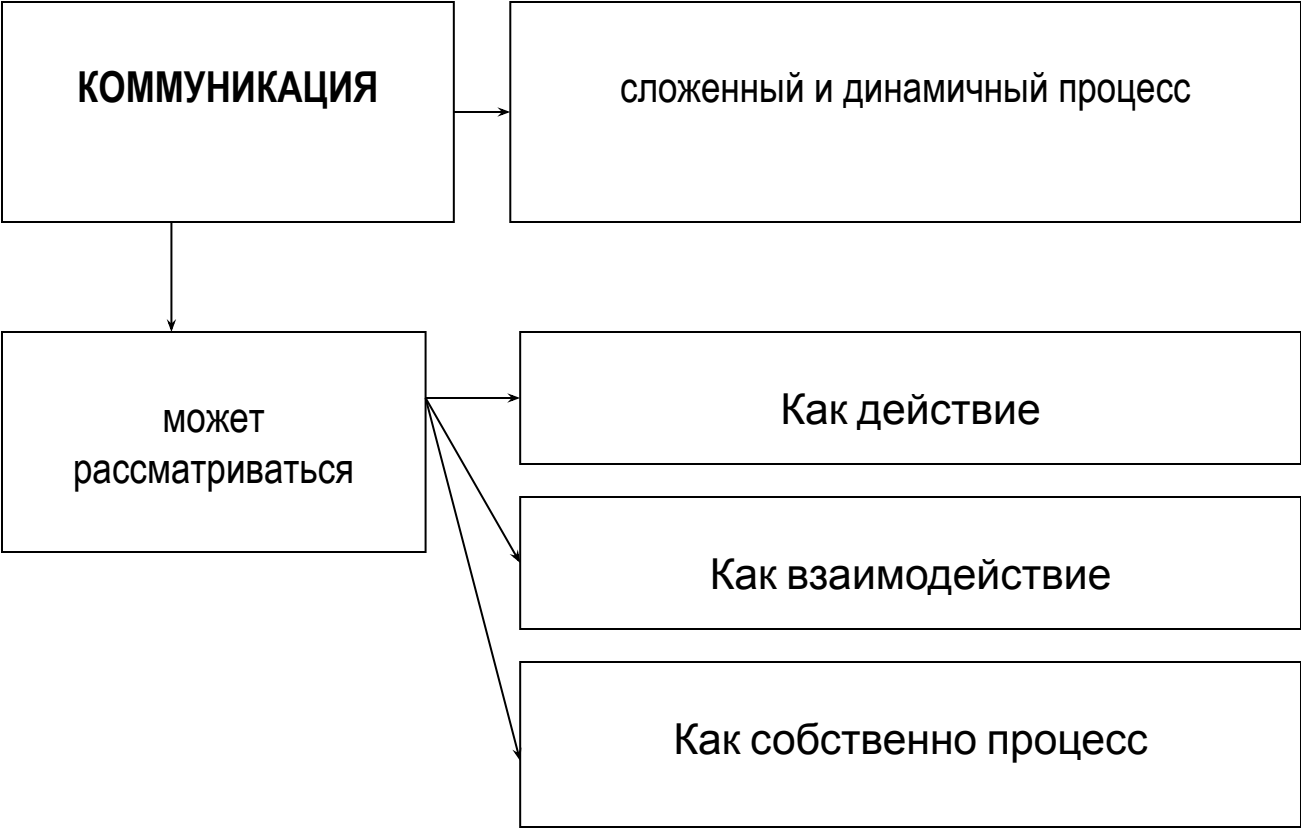 КОММУНИКАЦИЯ
сложенный и динамичный процесс
может
рассматриваться
Как действие
Как взаимодействие
Как собственно процесс